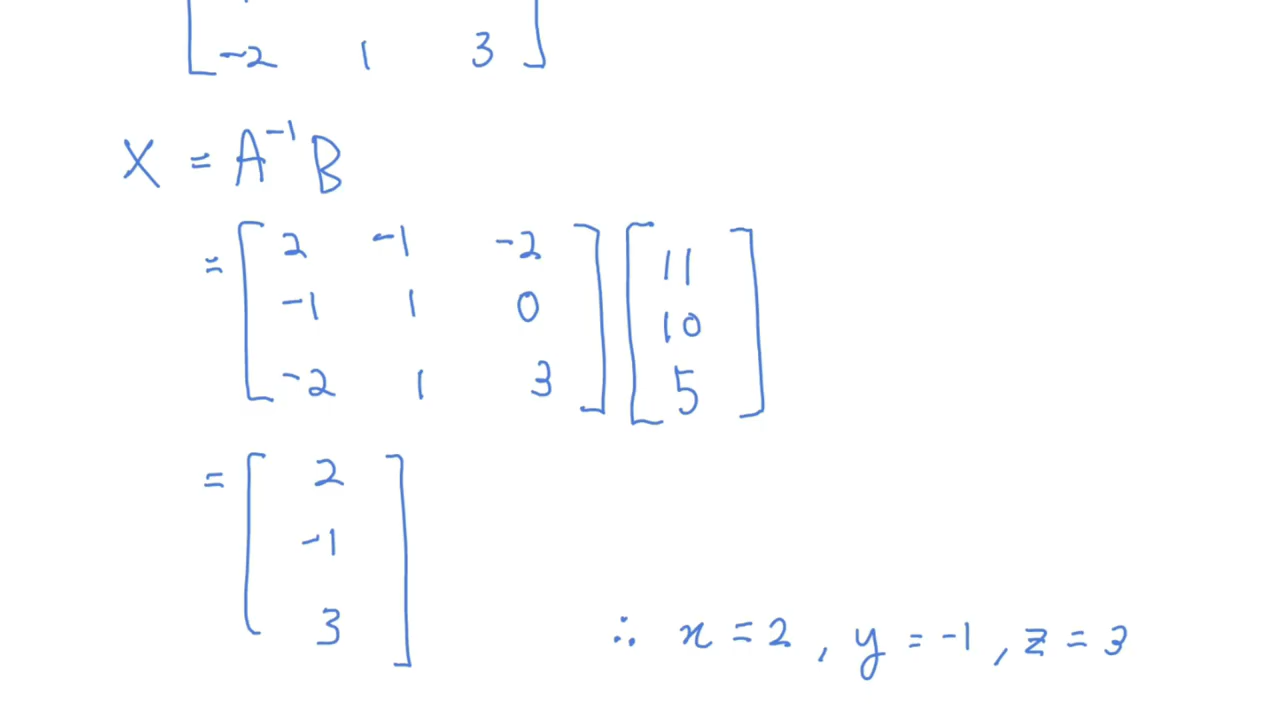 -2 1 3
X = A⁻¹B
= [2 -1 -2] [11]
[-1 1 0] [10]
[-2 1 3] [5]
= [2]
[-1]
[3]
∴ x = 2, y = -1, z = 3